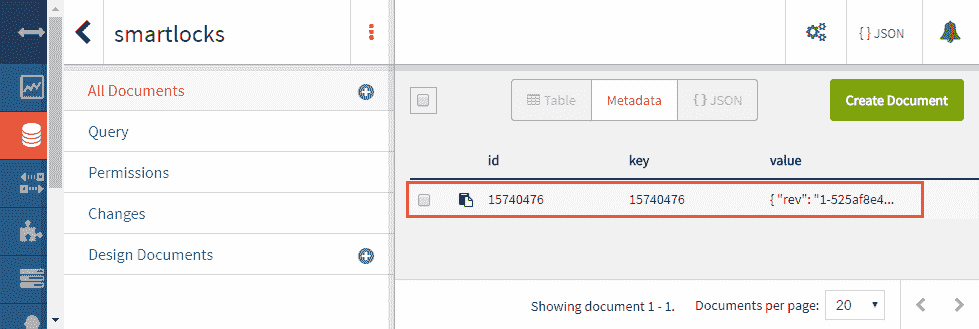 smartlocks
{ } JSON
All Documents
Query
Permissions
Changes
Design Documents
Table
Metadata
{ } JSON
Create Document
id key value
15740476 15740476 { "rev": "1-525af8e4...
Showing document 1 - 1. Documents per page: 20